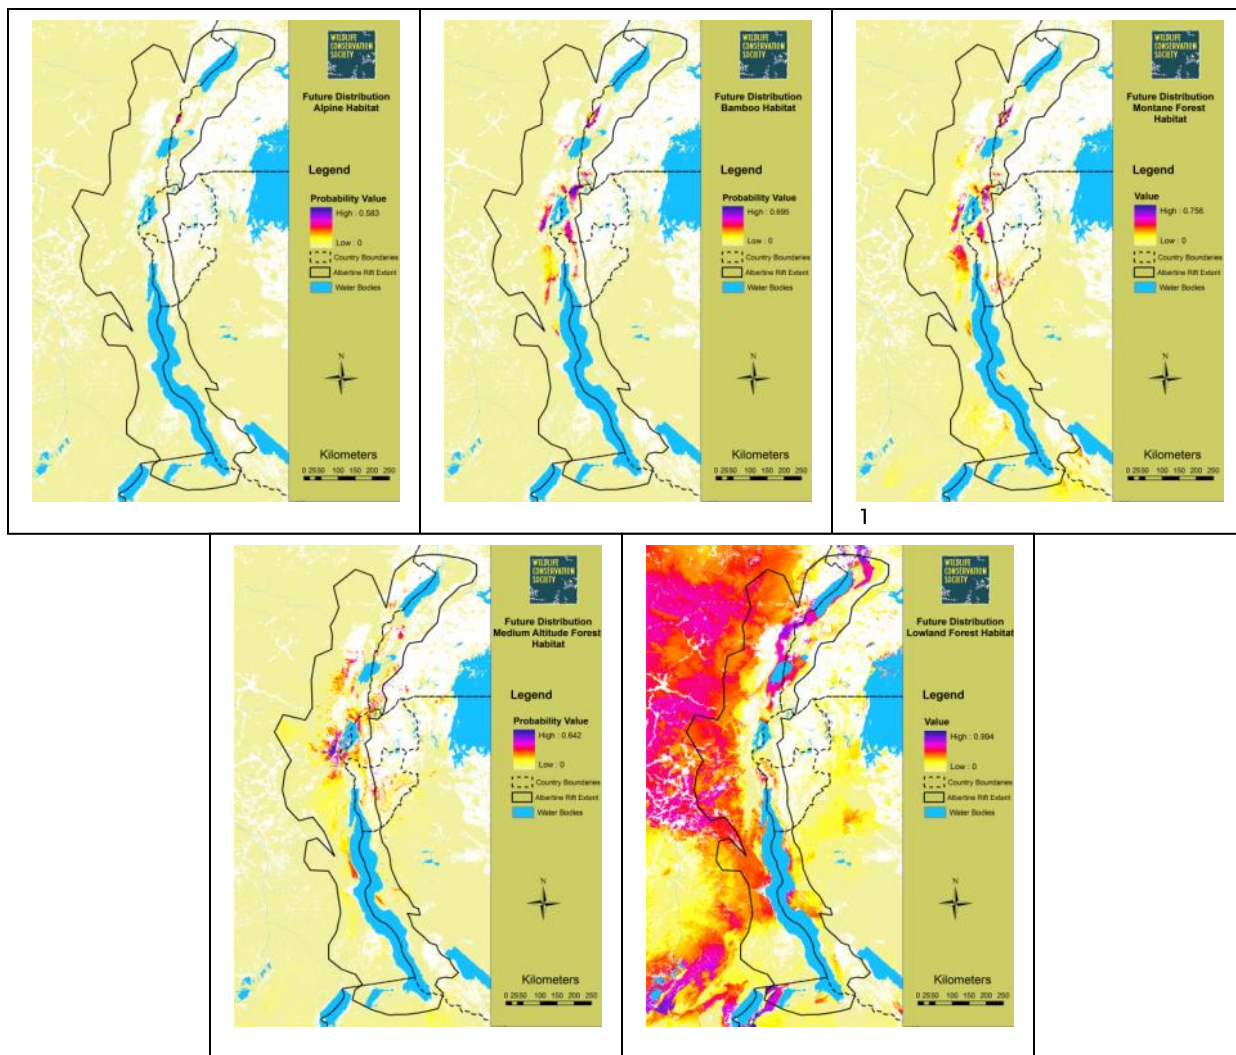 WILDLIFE
CONSERVATION
SOCIETY
Future Distribution
Alpine Habitat
Legend
Probability Value
High : 0.583
Low : 0
Country Boundaries
Albertine Rift Extent
Water Bodies
N
Kilometers
0 25 50 100 150 200 250
WILDLIFE
CONSERVATION
SOCIETY
Future Distribution
Bamboo Habitat
Legend
Probability Value
High : 0.695
Low : 0
Country Boundaries
Albertine Rift Extent
Water Bodies
N
Kilometers
0 25 50 100 150 200 250
WILDLIFE
CONSERVATION
SOCIETY
Future Distribution
Montane Forest
Habitat
Legend
Value
High : 0.756
Low : 0
Country Boundaries
Albertine Rift Extent
Water Bodies
N
Kilometers
0 25 50 100 150 200 250
1
WILDLIFE
CONSERVATION
SOCIETY
Future Distribution
Medium Altitude Forest
Habitat
Legend
Probability Value
High : 0.642
Low : 0
Country Boundaries
Albertine Rift Extent
Water Bodies
N
Kilometers
0 25 50 100 150 200 250
WILDLIFE
CONSERVATION
SOCIETY
Future Distribution
Lowland Forest Habitat
Legend
Value
High : 0.994
Low : 0
Country Boundaries
Albertine Rift Extent
Water Bodies
N
Kilometers
0 25 50 100 150 200 250